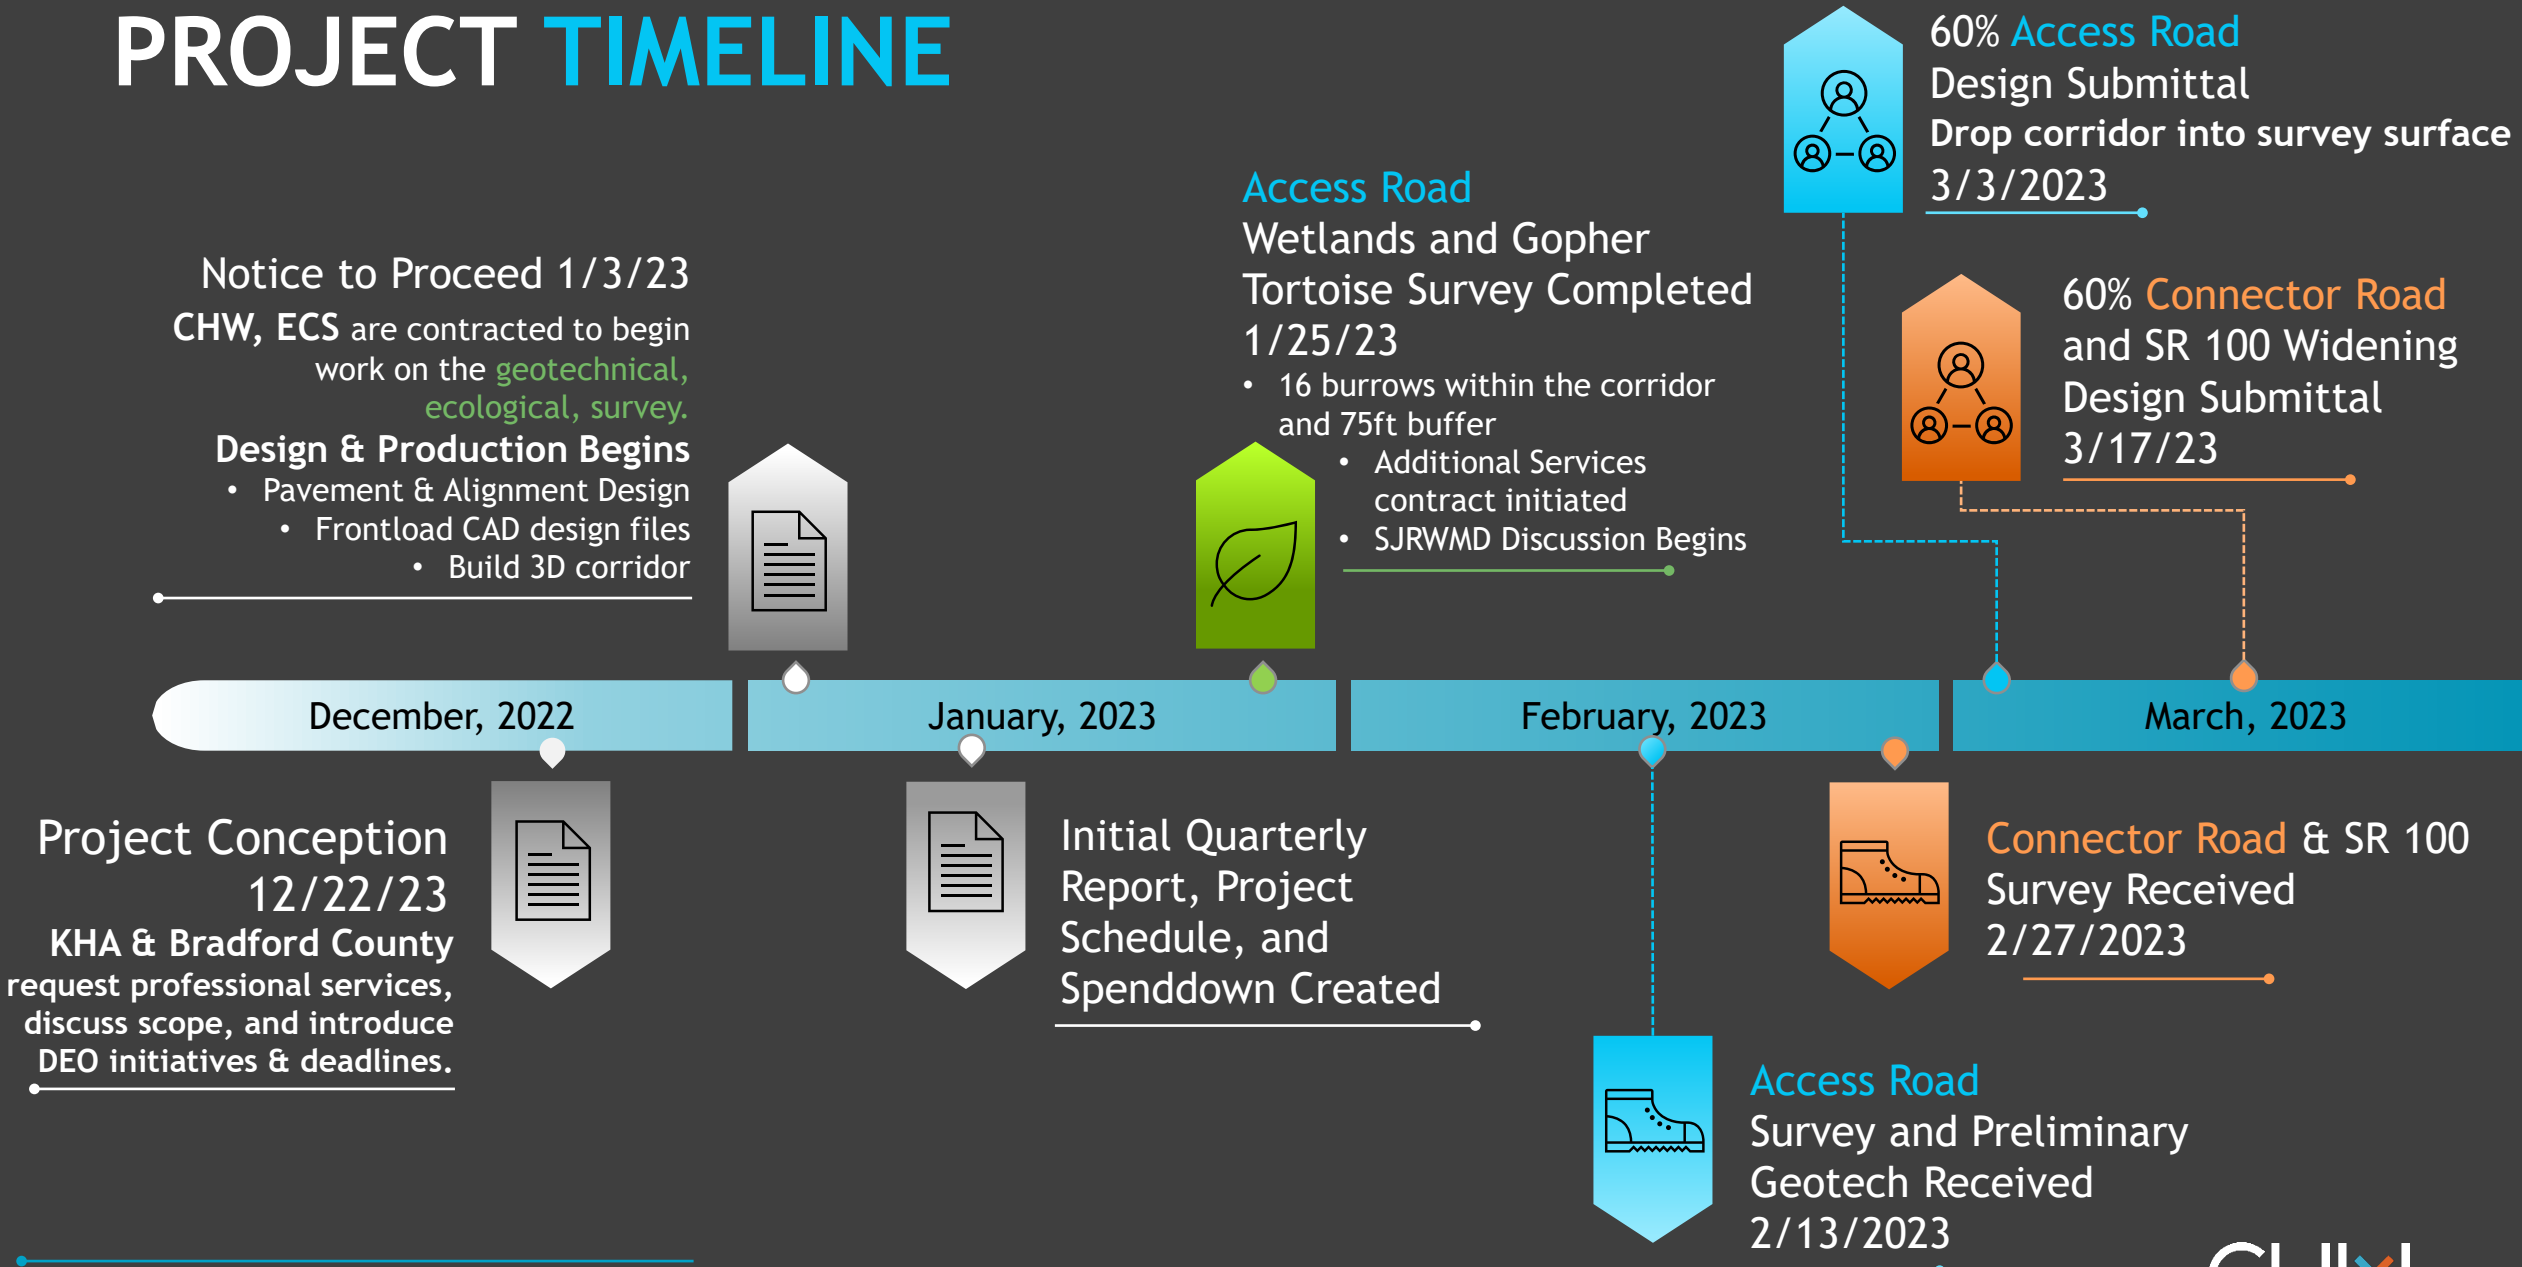 PROJECT TIMELINE
60% Access Road
Design Submittal
Drop corridor into survey surface
3/3/2023
Access Road
Wetlands and Gopher
Tortoise Survey Completed
1/25/23
• 16 burrows within the corridor
and 75ft buffer
• Additional Services
contract initiated
• SJRWMD Discussion Begins
Notice to Proceed 1/3/23
CHW, ECS are contracted to begin
work on the geotechnical,
ecological, survey.
Design & Production Begins
• Pavement & Alignment Design
• Frontload CAD design files
• Build 3D corridor
60% Connector Road
and SR 100 Widening
Design Submittal
3/17/23
December, 2022
January, 2023
February, 2023
March, 2023
Project Conception
12/22/23
KHA & Bradford County
request professional services,
discuss scope, and introduce
DEO initiatives & deadlines.
Initial Quarterly
Report, Project
Schedule, and
Spenddown Created
Connector Road & SR 100
Survey Received
2/27/2023
Access Road
Survey and Preliminary
Geotech Received
2/13/2023